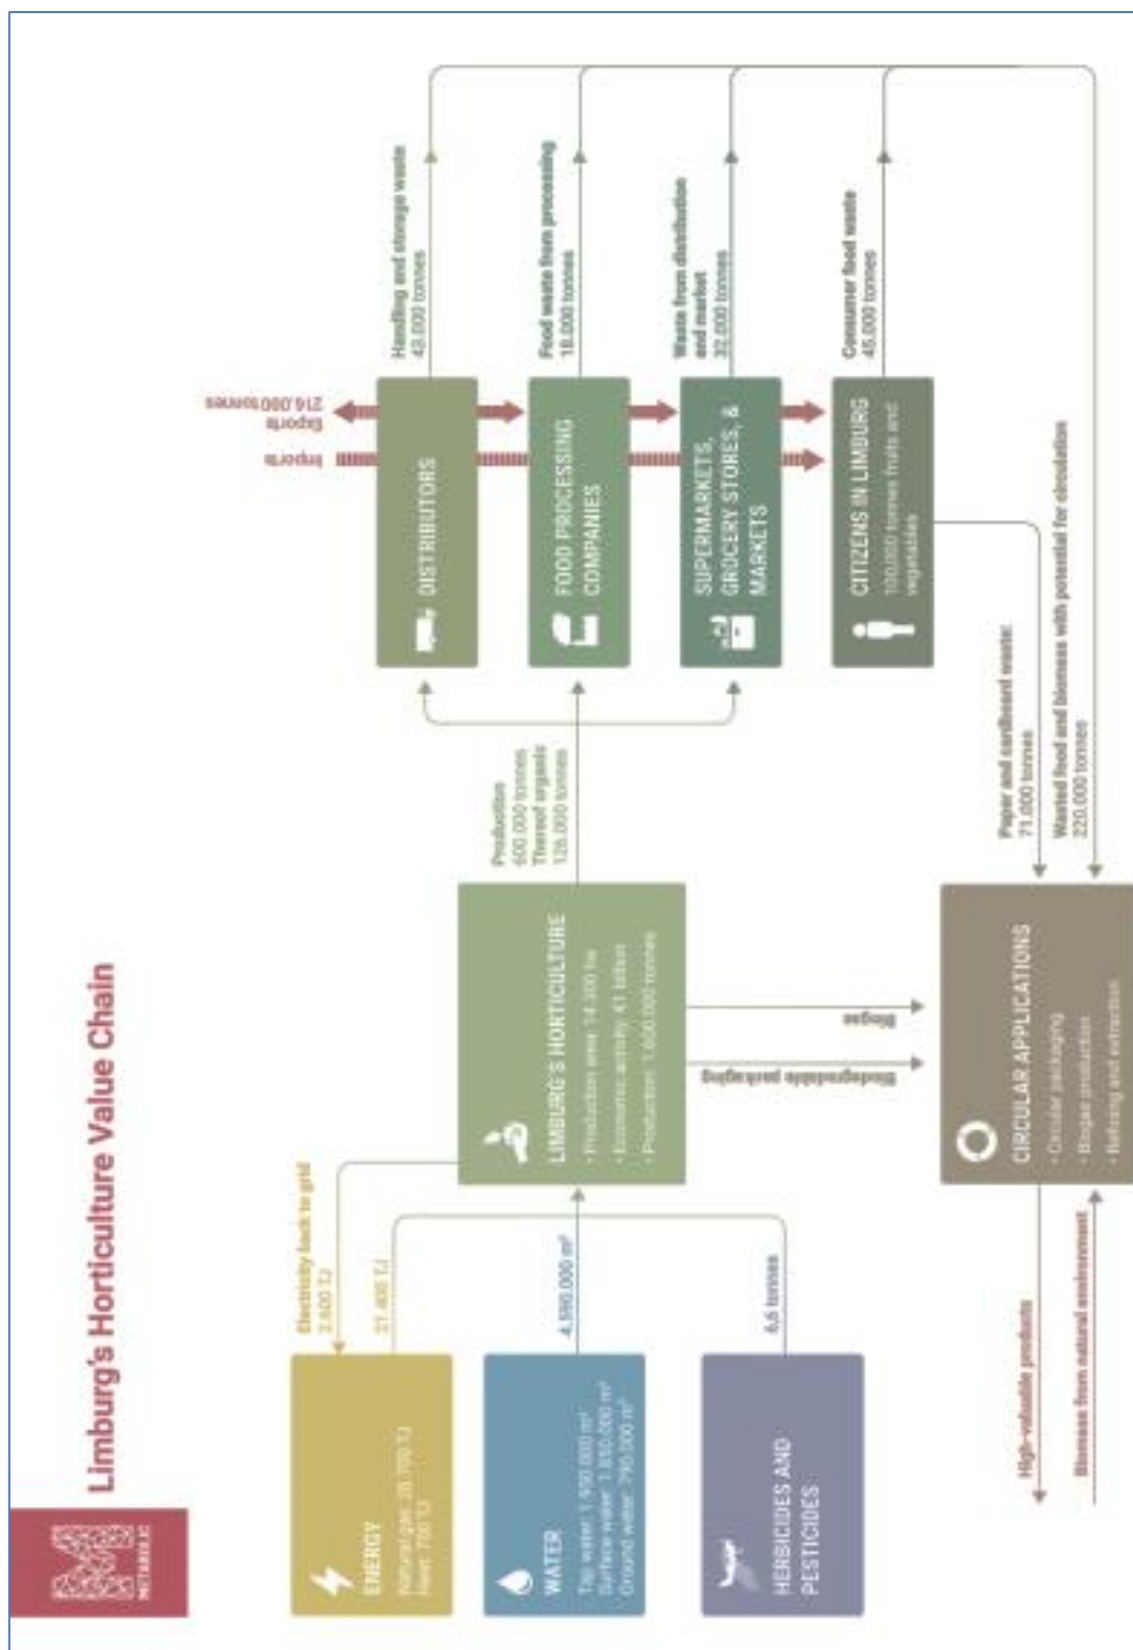 METABOLIC
Limburg's Horticulture Value Chain
Electricity back to grid
2.600 TJ
21.400 TJ
ENERGY
Natural gas: 20.700 TJ
Heat: 700 TJ
4.590.000 m³
WATER
Tap water: 1.950.000 m³
Surface water: 1.850.000 m³
Ground water: 790.000 m³
6,6 tonnes
HERBICIDES AND
PESTICIDES
LIMBURG'S HORTICULTURE
• Production area: 14.300 ha
• Economic activity: €1 billion
• Production: 1.600.000 tonnes
Production
600.000 tonnes
Thereof organic
126.000 tonnes
Biodegradable packaging
Biogas
Imports
Exports
216.000 tonnes
DISTRIBUTORS
Handling and storage waste
43.000 tonnes
FOOD PROCESSING
COMPANIES
Food waste from processing
18.000 tonnes
SUPERMARKETS,
GROCERY STORES, &
MARKETS
Waste from distribution
and market
32.000 tonnes
CITIZENS IN LIMBURG
100.000 tonnes fruits and
vegetables
Consumer food waste
45.000 tonnes
Paper and cardboard waste:
71.000 tonnes
Wasted food and biomass with potential for circulation
220.000 tonnes
CIRCULAR APPLICATIONS
• Circular packaging
• Biogas production
• Refining and extraction
High-valuable products
Biomass from natural environment